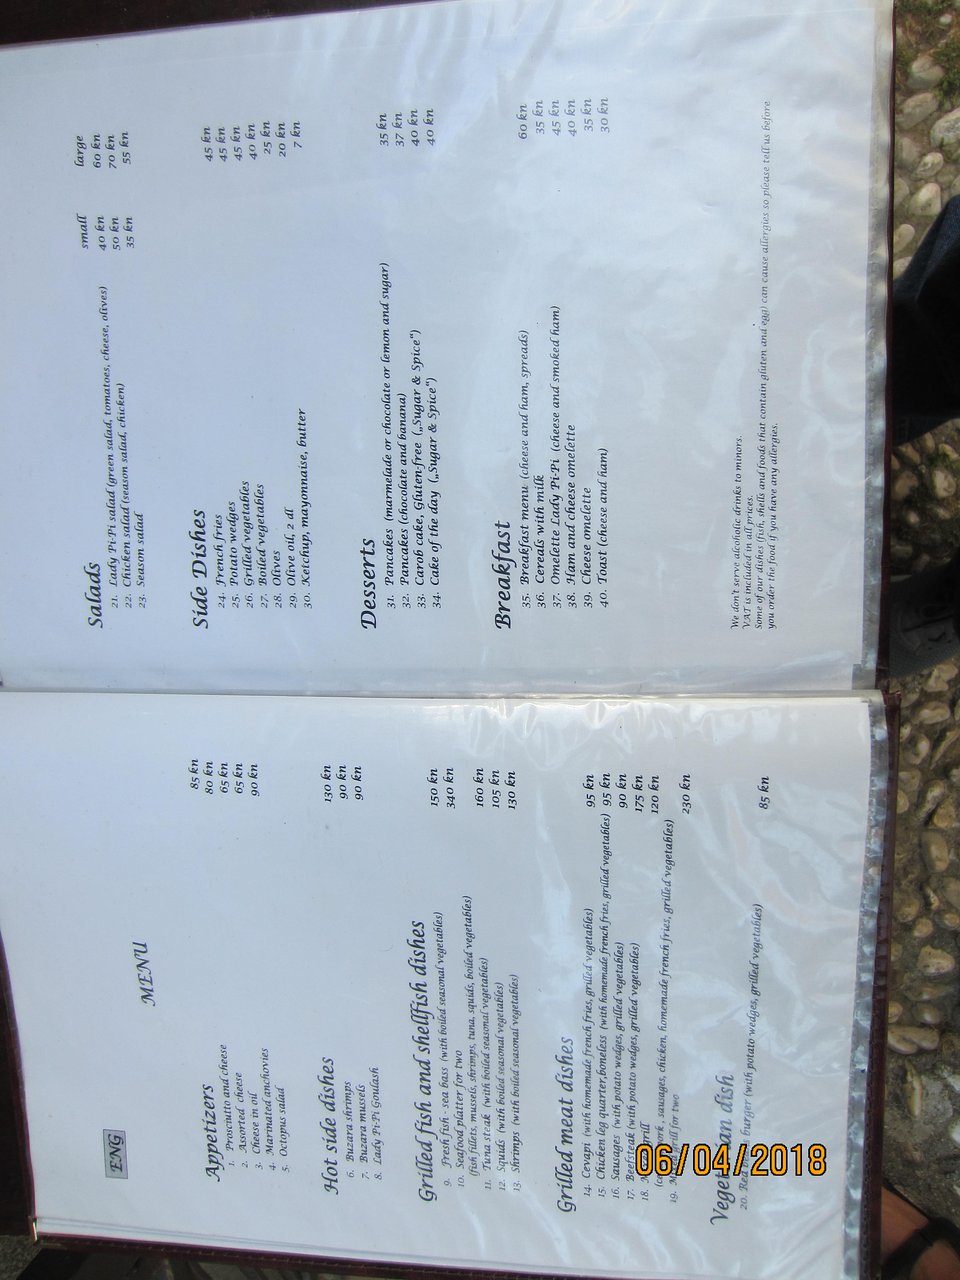 ENG
MENU
Appetizers
1. Prosciutto and cheese 85 kn
2. Assorted cheese 80 kn
3. Cheese in oil 65 kn
4. Marinated anchovies 65 kn
5. Octopus salad 90 kn
Hot side dishes
6. Buzara shrimps 130 kn
7. Buzara mussels 90 kn
8. Lady Pi-Pi Goulash 90 kn
Grilled fish and shellfish dishes
9. Fresh fish - sea bass (with boiled seasonal vegetables) 150 kn
10. Seafood platter for two 340 kn
(fish fillets, mussels, shrimps, tuna, squids, boiled vegetables)
11. Tuna steak (with boiled seasonal vegetables) 160 kn
12. Squids (with boiled seasonal vegetables) 105 kn
13. Shrimps (with boiled seasonal vegetables) 130 kn
Grilled meat dishes
14. Cevapi (with homemade french fries, grilled vegetables) 95 kn
15. Chicken leg quarter, boneless (with homemade french fries, grilled vegetables) 95 kn
16. Sausages (with potato wedges, grilled vegetables) 90 kn
17. Beefsteak (with potato wedges, grilled vegetables) 175 kn
18. grill 120 kn
sausages, chicken, homemade french fries, grilled vegetables)
19. grill for two 230 kn
dish
20. Red burger (with potato wedges, grilled vegetables) 85 kn
Salads small large
21. Lady Pi-Pi salad (green salad, tomatoes, cheese, olives) 40 kn 60 kn
22. Chicken salad (season salad, chicken) 50 kn 70 kn
23. Season salad 35 kn 55 kn
Side Dishes
24. French fries 45 kn
25. Potato wedges 45 kn
26. Grilled vegetables 45 kn
27. Boiled vegetables 40 kn
28. Olives 25 kn
29. Olive oil, 2 dl 20 kn
30. Ketchup, mayonnaise, butter 7 kn
Desserts
31. Pancakes (marmelade or chocolate or lemon and sugar) 35 kn
32. Pancakes (chocolate and banana) 37 kn
33. Carob cake, Gluten-free („Sugar & Spice“) 40 kn
34. Cake of the day („Sugar & Spice“) 40 kn
Breakfast
35. Breakfast menu (cheese and ham, spreads) 60 kn
36. Cereals with milk 35 kn
37. Omelette Lady Pi-Pi (cheese and smoked ham) 45 kn
38. Ham and cheese omelette 40 kn
39. Cheese omelette 35 kn
40. Toast (cheese and ham) 30 kn
We don't serve alcoholic drinks to minors.
VAT is included in all prices.
Some of our dishes (fish, shells and foods that contain gluten and egg) can cause allergies so please tell us before
you order the food if you have any allergies.
06/04/2018